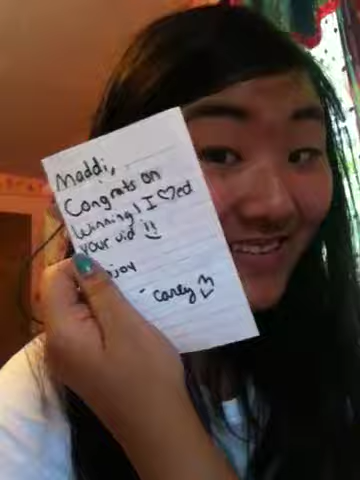 Maddi,
Congrats on
Winning! I ♡ed
your vid !!
- Carey